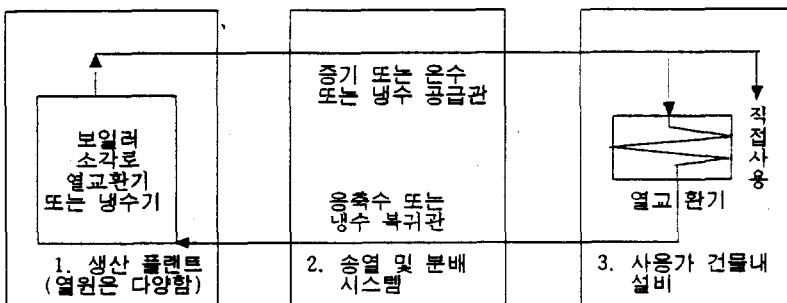 보일러
소각로
열교환기
또는 냉수기
1. 생산 플랜트
(열원은 다양함)
증기 또는 온수
또는 냉수 공급관
응축수 또는
냉수 복귀관
2. 송열 및 분배
시스템
직접사용
열교 환기
3. 사용가 건물내
설비